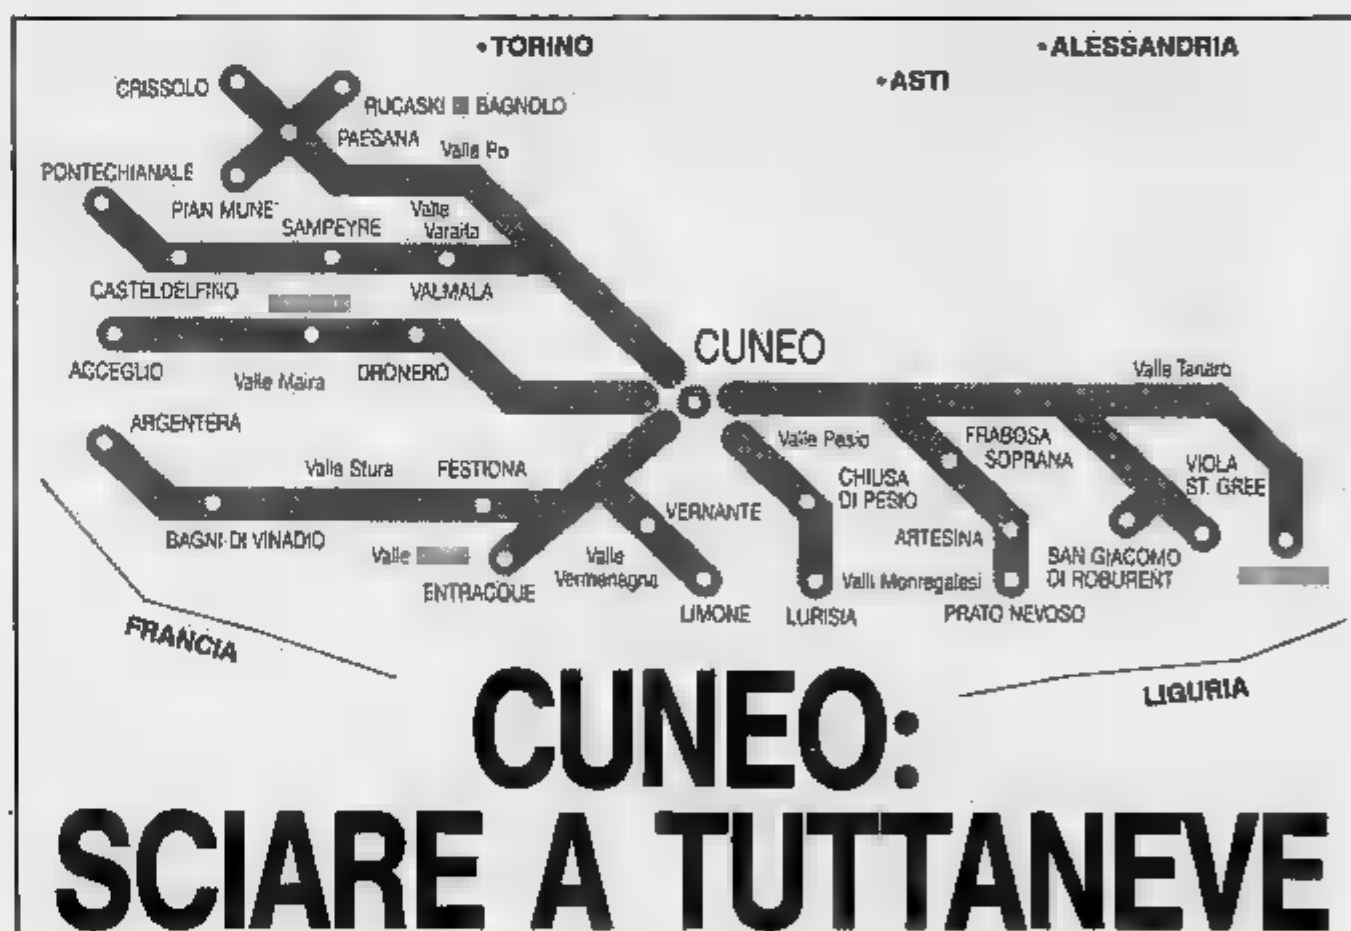 •TORINO
•ALESSANDRIA
•ASTI
CRISSOLO
RUCASKI BAGNOLO
PAESANA
Valle Po
PONTECHIANALE
PIAN MUNE'
SAMPEYRE
Valle
Varaita
CASTELDELFINO
VALMALA
CUNEO
ACCEGLIO
Valle Maira
DRONERO
Valle Tanaro
ARGENTERA
Valle Stura
FESTIONA
Valle Pesio
FRABOSA
SOPRANA
CHIUSA
DI PESIO
VIOLA
ST. GREE
VERNANTE
BAGNI DI VINADIO
ARTESINA
Valle
ENTRACQUE
Valle
Vermenagna
SAN GIACOMO
DI ROBURENT
Valli Monregalesi
LIMONE
LURISIA
PRATO NEVOSO
FRANCIA
LIGURIA
CUNEO:
SCIARE A TUTTANEVE